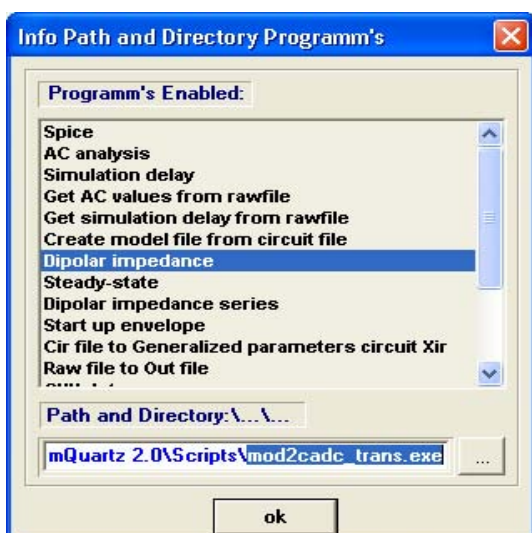 Info Path and Directory Programm's
Programm's Enabled:
Spice
AC analysis
Simulation delay
Get AC values from rawfile
Get simulation delay from rawfile
Create model file from circuit file
Dipolar impedance
Steady-state
Dipolar impedance series
Start up envelope
Cir file to Generalized parameters circuit Xir
Raw file to Out file
Path and Directory:\...\...
mQuartz 2.0\Scripts\mod2cadc_trans.exe
...
ok